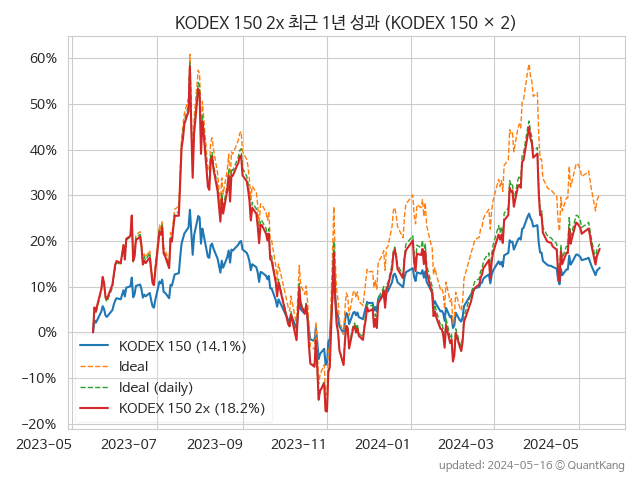 KODEX 150 2x 최근 1년 성과 (KODEX 150 × 2)
60%
50%
40%
30%
20%
10%
0%
−10%
−20%
KODEX 150 (14.1%)
Ideal
Ideal (daily)
KODEX 150 2x (18.2%)
2023-05 2023-07 2023-09 2023-11 2024-01 2024-03 2024-05
updated: 2024-05-16 ⓒ QuantKang